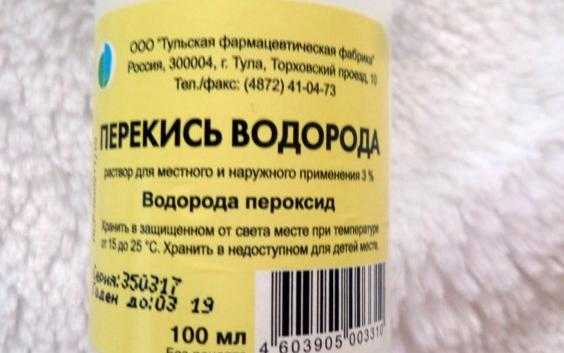 ООО "Тульская фармацевтическая фабрика"
Россия, 300004, г. Тула, Торховский проезд, 10
Тел./факс: (4872) 41-04-73
ПЕРЕКИСЬ ВОДОРОДА
раствор для местного и наружного применения 3 %
Водорода пероксид
Хранить в защищенном от света месте при температуре
от 15 до 25 °С. Хранить в недоступном для детей месте.
Серия:350317
Годен до:03 19
100 мл
Без рецепта
4 603905 003310